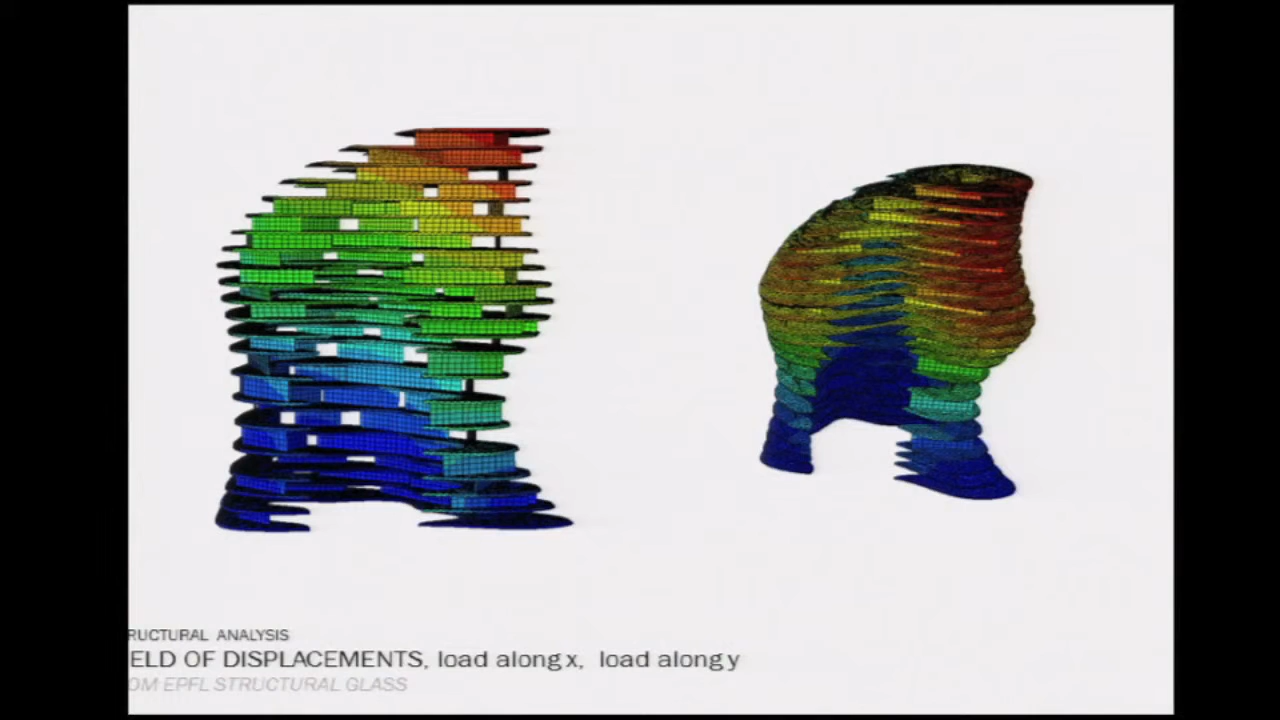 RUCTURAL ANALYSIS
ELD OF DISPLACEMENTS, load along x, load along y
OM EPFL STRUCTURAL GLASS